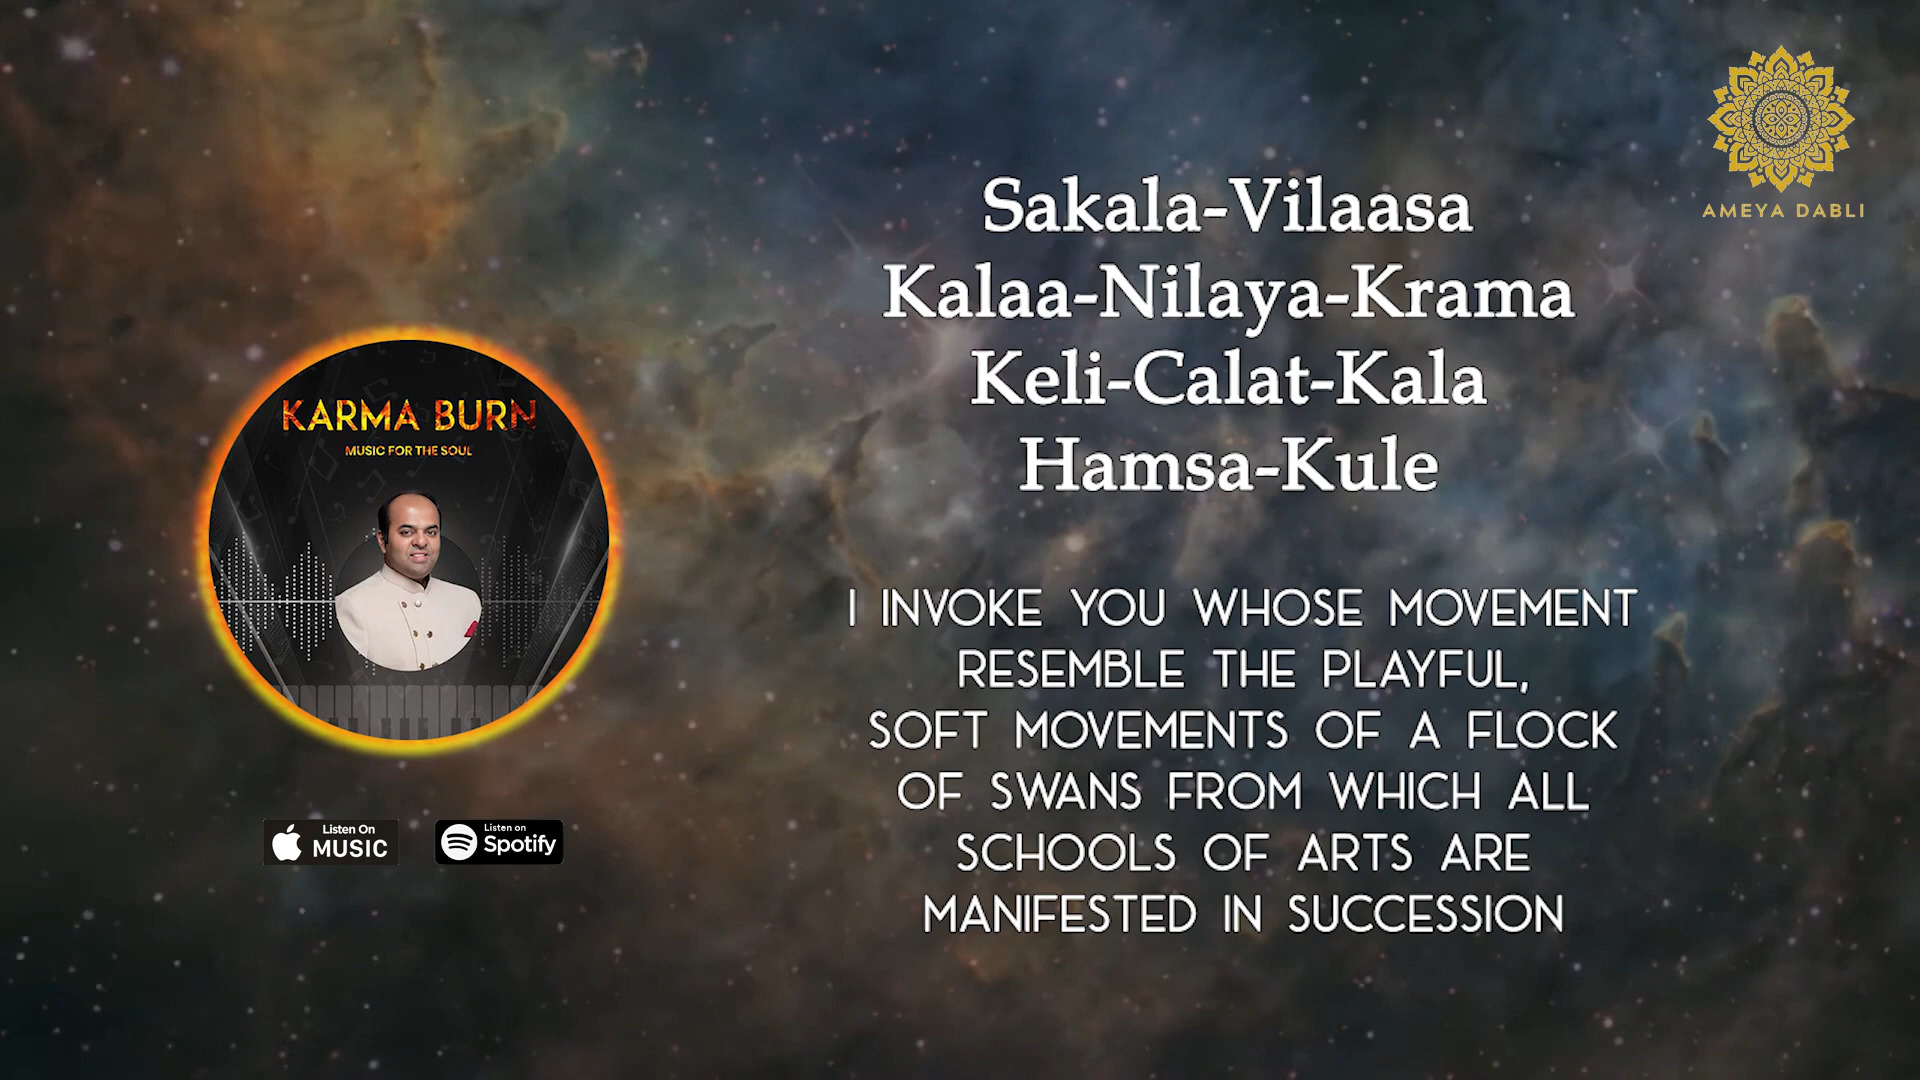 AMEYA DABLI
Sakala-Vilaasa
Kalaa-Nilaya-Krama
Keli-Calat-Kala
Hamsa-Kule
KARMA BURN
MUSIC FOR THE SOUL
I INVOKE YOU WHOSE MOVEMENT
RESEMBLE THE PLAYFUL,
SOFT MOVEMENTS OF A FLOCK
OF SWANS FROM WHICH ALL
SCHOOLS OF ARTS ARE
MANIFESTED IN SUCCESSION
Listen On
MUSIC
Listen on
Spotify